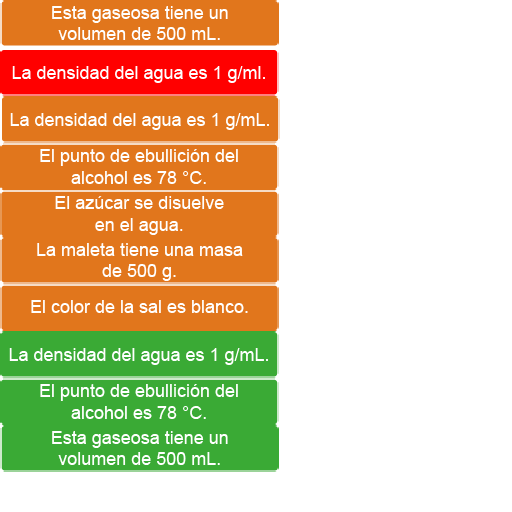 Esta gaseosa tiene un
volumen de 500 mL.
La densidad del agua es 1 g/ml.
La densidad del agua es 1 g/mL.
El punto de ebullición del
alcohol es 78 °C.
El azúcar se disuelve
en el agua.
La maleta tiene una masa
de 500 g.
El color de la sal es blanco.
La densidad del agua es 1 g/mL.
El punto de ebullición del
alcohol es 78 °C.
Esta gaseosa tiene un
volumen de 500 mL.